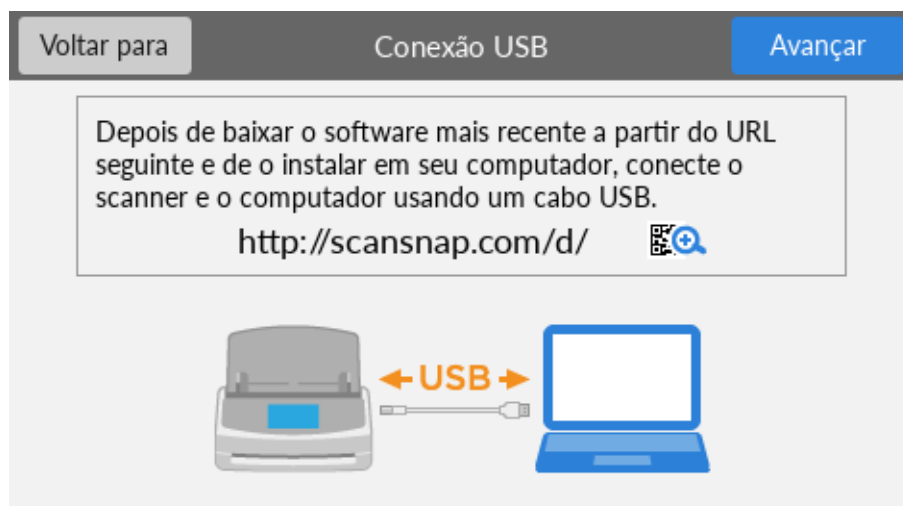 Voltar para
Conexão USB
Avançar
Depois de baixar o software mais recente a partir do URL
seguinte e de o instalar em seu computador, conecte o
scanner e o computador usando um cabo USB.
http://scansnap.com/d/
USB